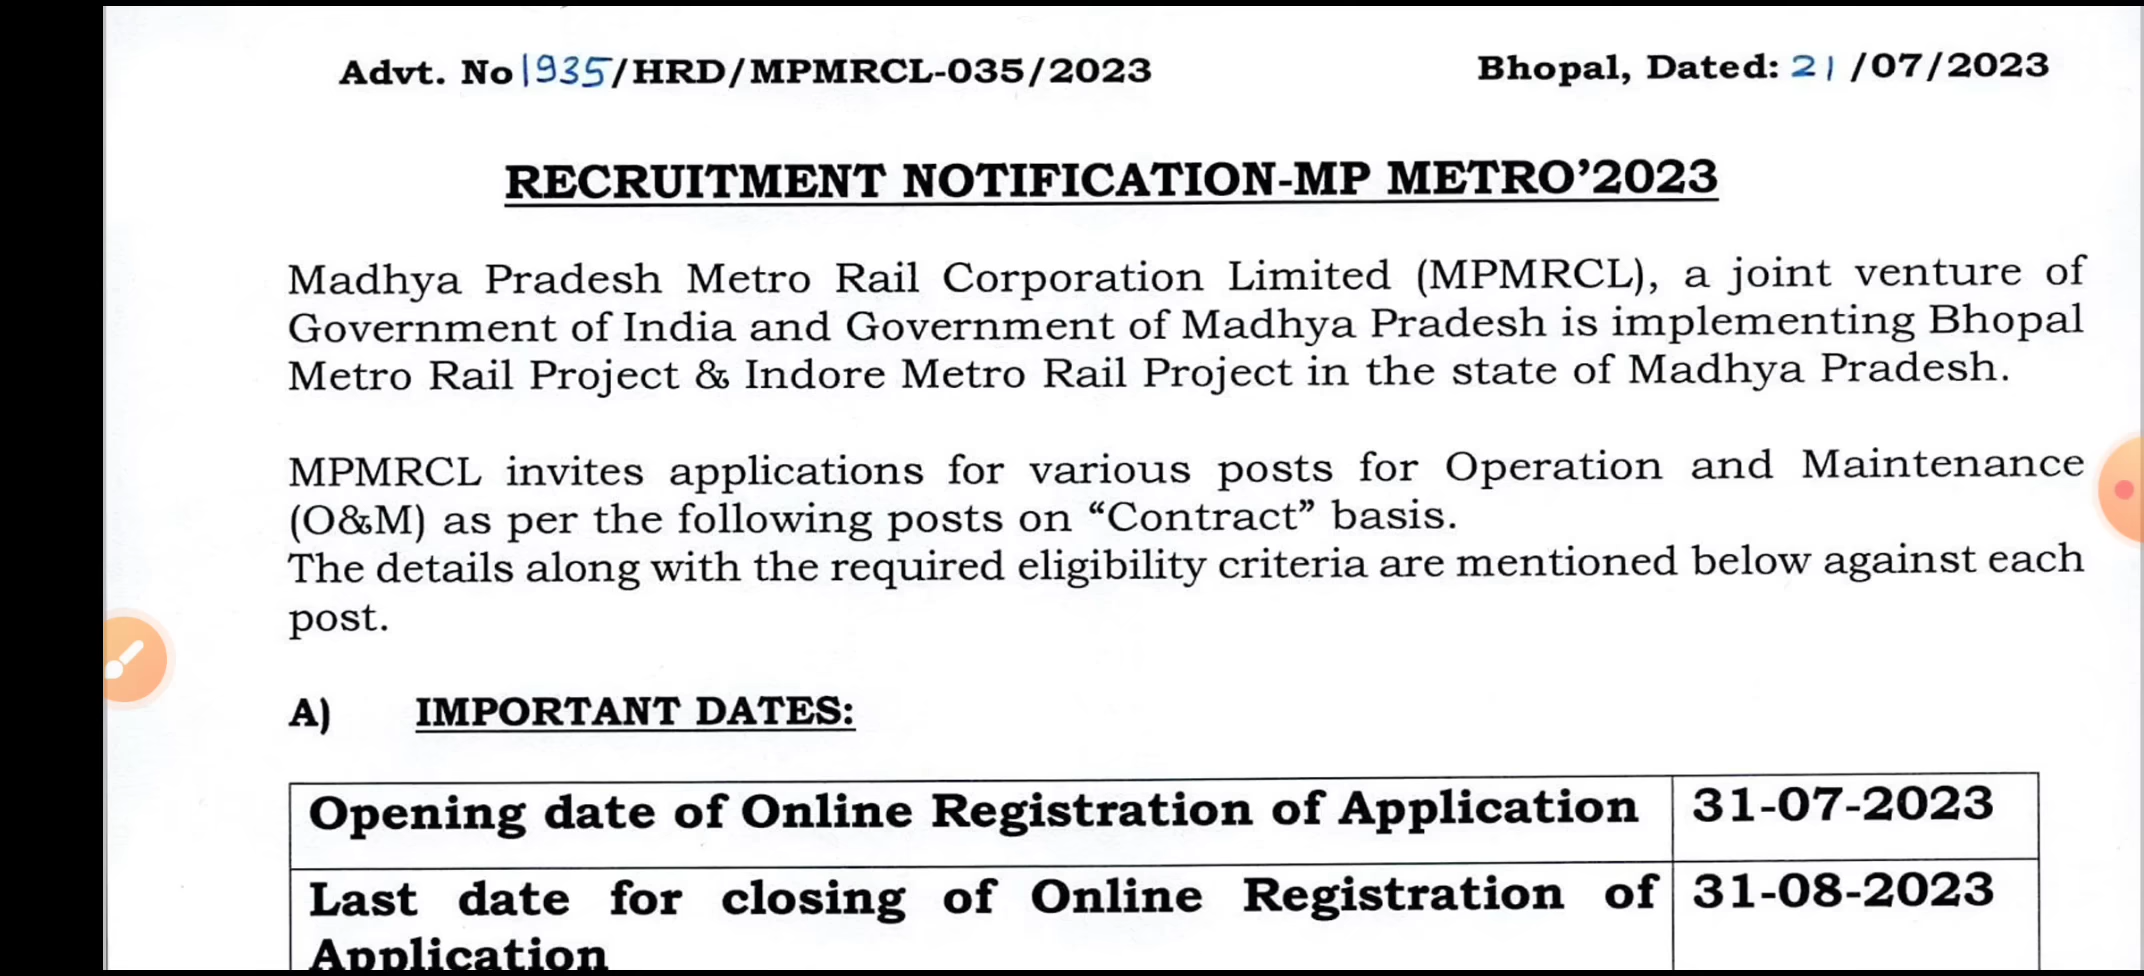 Advt. No 1935/HRD/MPMRCL-035/2023 Bhopal, Dated: 21/07/2023
RECRUITMENT NOTIFICATION-MP METRO’2023
Madhya Pradesh Metro Rail Corporation Limited (MPMRCL), a joint venture of
Government of India and Government of Madhya Pradesh is implementing Bhopal
Metro Rail Project & Indore Metro Rail Project in the state of Madhya Pradesh.
MPMRCL invites applications for various posts for Operation and Maintenance
(O&M) as per the following posts on “Contract” basis.
The details along with the required eligibility criteria are mentioned below against each
post.
A) IMPORTANT DATES:
Opening date of Online Registration of Application 31-07-2023
Last date for closing of Online Registration of 31-08-2023
Application